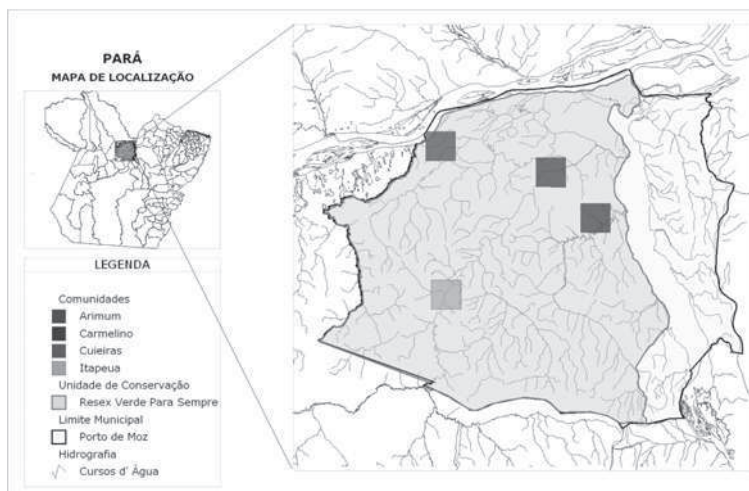 PARÁ
MAPA DE LOCALIZAÇÃO
LEGENDA
Comunidades
Arimum
Carmelino
Cuieiras
Itapeua
Unidade de Conservação
Resex Verde Para Sempre
Limite Municipal
Porto de Moz
Hidrografia
Cursos d' Água